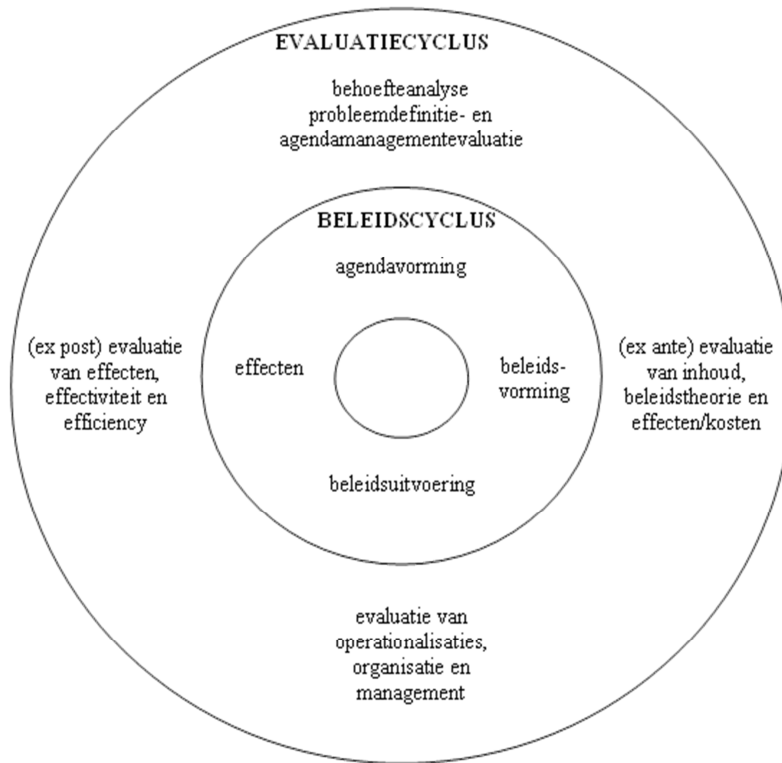 EVALUATIECYCLUS
behoefteanalyse
probleemdefinitie- en
agendamanagementevaluatie
BELEIDSCYCLUS
agendavorming
(ex post) evaluatie
van effecten,
effectiviteit en
efficiency
effecten
beleids-
vorming
(ex ante) evaluatie
van inhoud,
beleidstheorie en
effecten/kosten
beleidsuitvoering
evaluatie van
operationalisaties,
organisatie en
management